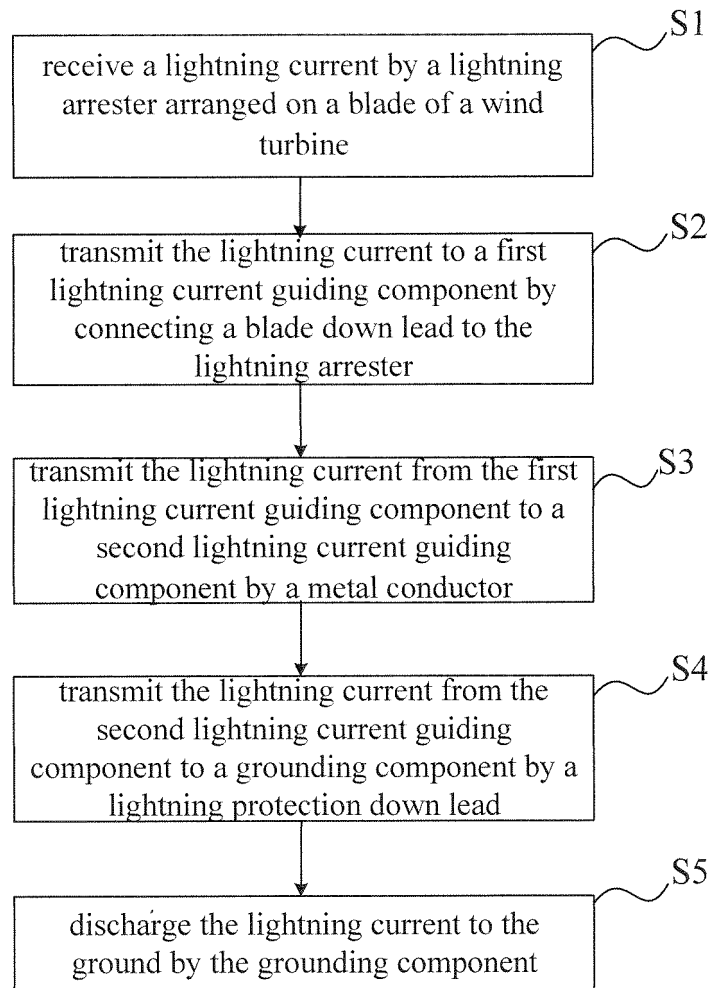 S1
receive a lightning current by a lightning
arrester arranged on a blade of a wind
turbine
S2
transmit the lightning current to a first
lightning current guiding component by
connecting a blade down lead to the
lightning arrester
S3
transmit the lightning current from the first
lightning current guiding component to a
second lightning current guiding
component by a metal conductor
S4
transmit the lightning current from the
second lightning current guiding
component to a grounding component by a
lightning protection down lead
S5
discharge the lightning current to the
ground by the grounding component